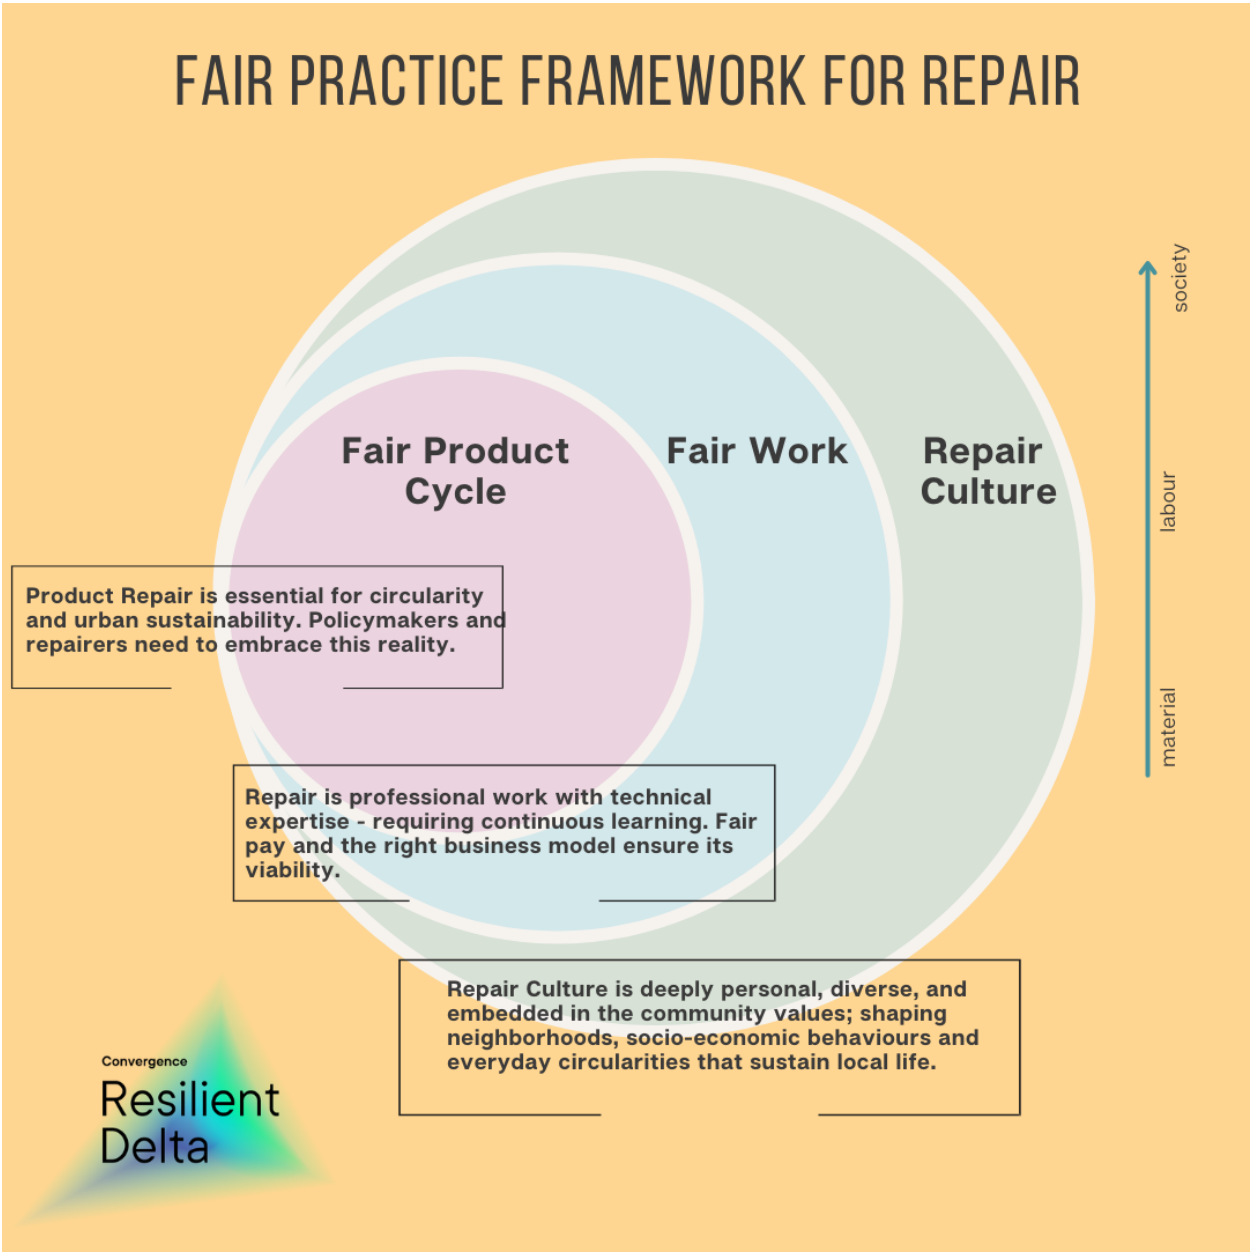 FAIR PRACTICE FRAMEWORK FOR REPAIR
society
labour
material
Fair Product
Cycle
Fair Work
Repair
Culture
Product Repair is essential for circularity
and urban sustainability. Policymakers and
repairers need to embrace this reality.
Repair is professional work with technical
expertise - requiring continuous learning. Fair
pay and the right business model ensure its
viability.
Repair Culture is deeply personal, diverse, and
embedded in the community values; shaping
neighborhoods, socio-economic behaviours and
everyday circularities that sustain local life.
Convergence
Resilient
Delta